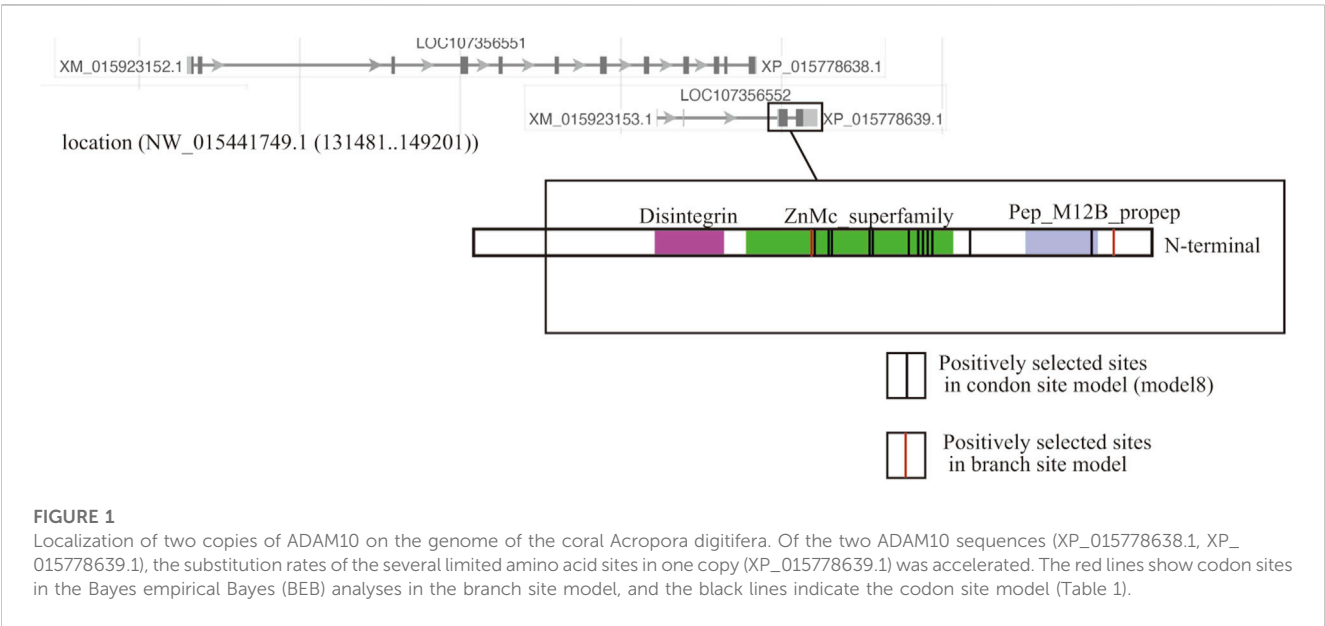 LOC107356551
XM_015923152.1
XP_015778638.1
LOC107356552
XM_015923153.1
XP_015778639.1
location (NW_015441749.1 (131481..149201))
Disintegrin
ZnMc_superfamily
Pep_M12B_propep
N-terminal
Positively selected sites
in condon site model (model8)
Positively selected sites
in branch site model
FIGURE 1
Localization of two copies of ADAM10 on the genome of the coral Acropora digitifera. Of the two ADAM10 sequences (XP_015778638.1, XP_
015778639.1), the substitution rates of the several limited amino acid sites in one copy (XP_015778639.1) was accelerated. The red lines show codon sites
in the Bayes empirical Bayes (BEB) analyses in the branch site model, and the black lines indicate the codon site model (Table 1).